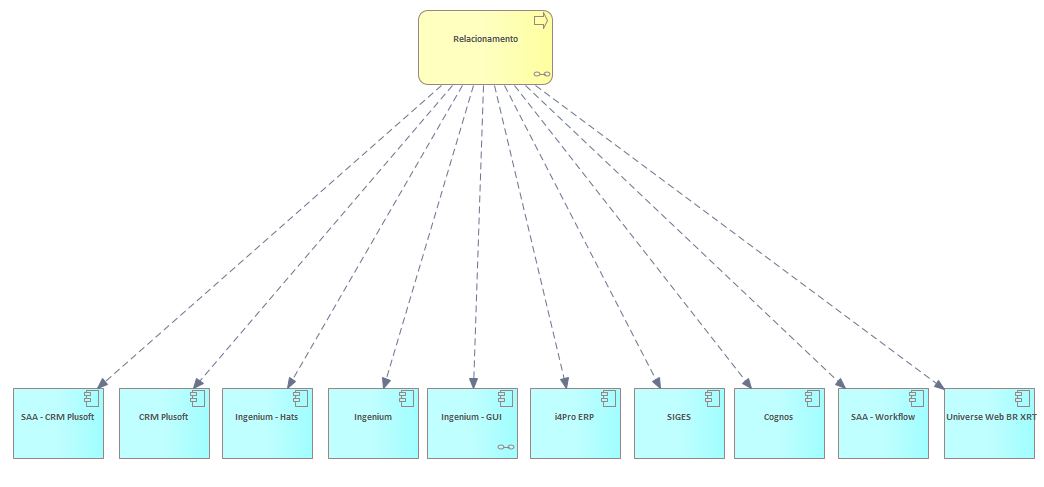 Relacionamento
SAA - CRM Plusoft
CRM Plusoft
Ingenium - Hats
Ingenium
Ingenium - GUI
i4Pro ERP
SIGES
Cognos
SAA - Workflow
Universe Web BR XRT